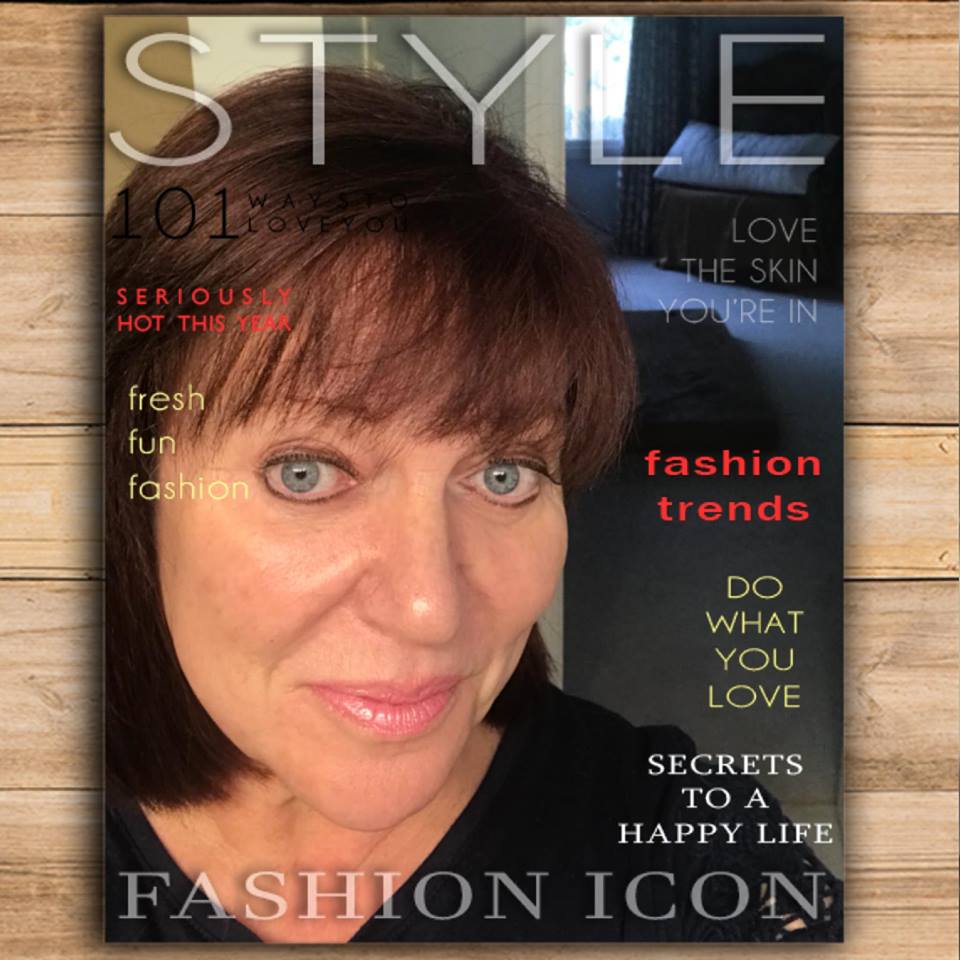 STYLE
101 WAYS TO
LOVE YOU
LOVE
THE SKIN
YOU'RE IN
SERIOUSLY
HOT THIS YEAR
fresh
fun
fashion
fashion
trends
DO
WHAT
YOU
LOVE
SECRETS
TO A
HAPPY LIFE
FASHION ICON